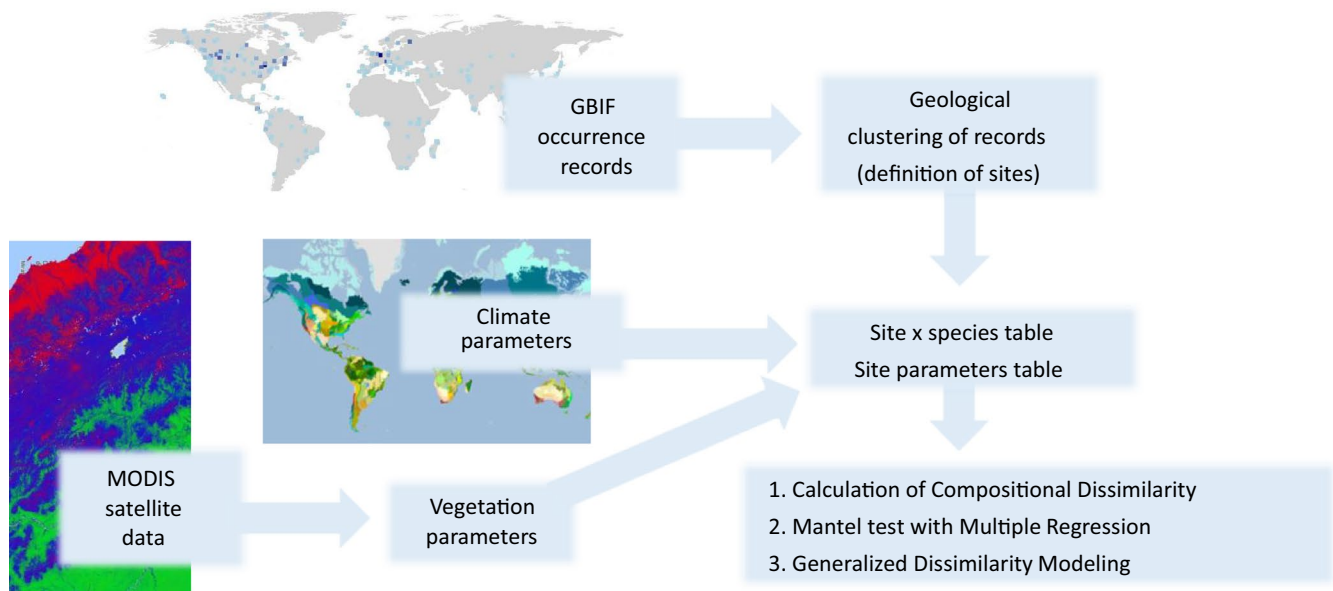 GBIF
occurrence
records
Geological
clustering of records
(definition of sites)
Climate
parameters
Site x species table
Site parameters table
MODIS
satellite
data
Vegetation
parameters
1. Calculation of Compositional Dissimilarity
2. Mantel test with Multiple Regression
3. Generalized Dissimilarity Modeling